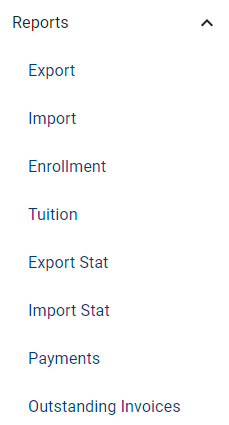 Reports
Export
Import
Enrollment
Tuition
Export Stat
Import Stat
Payments
Outstanding Invoices